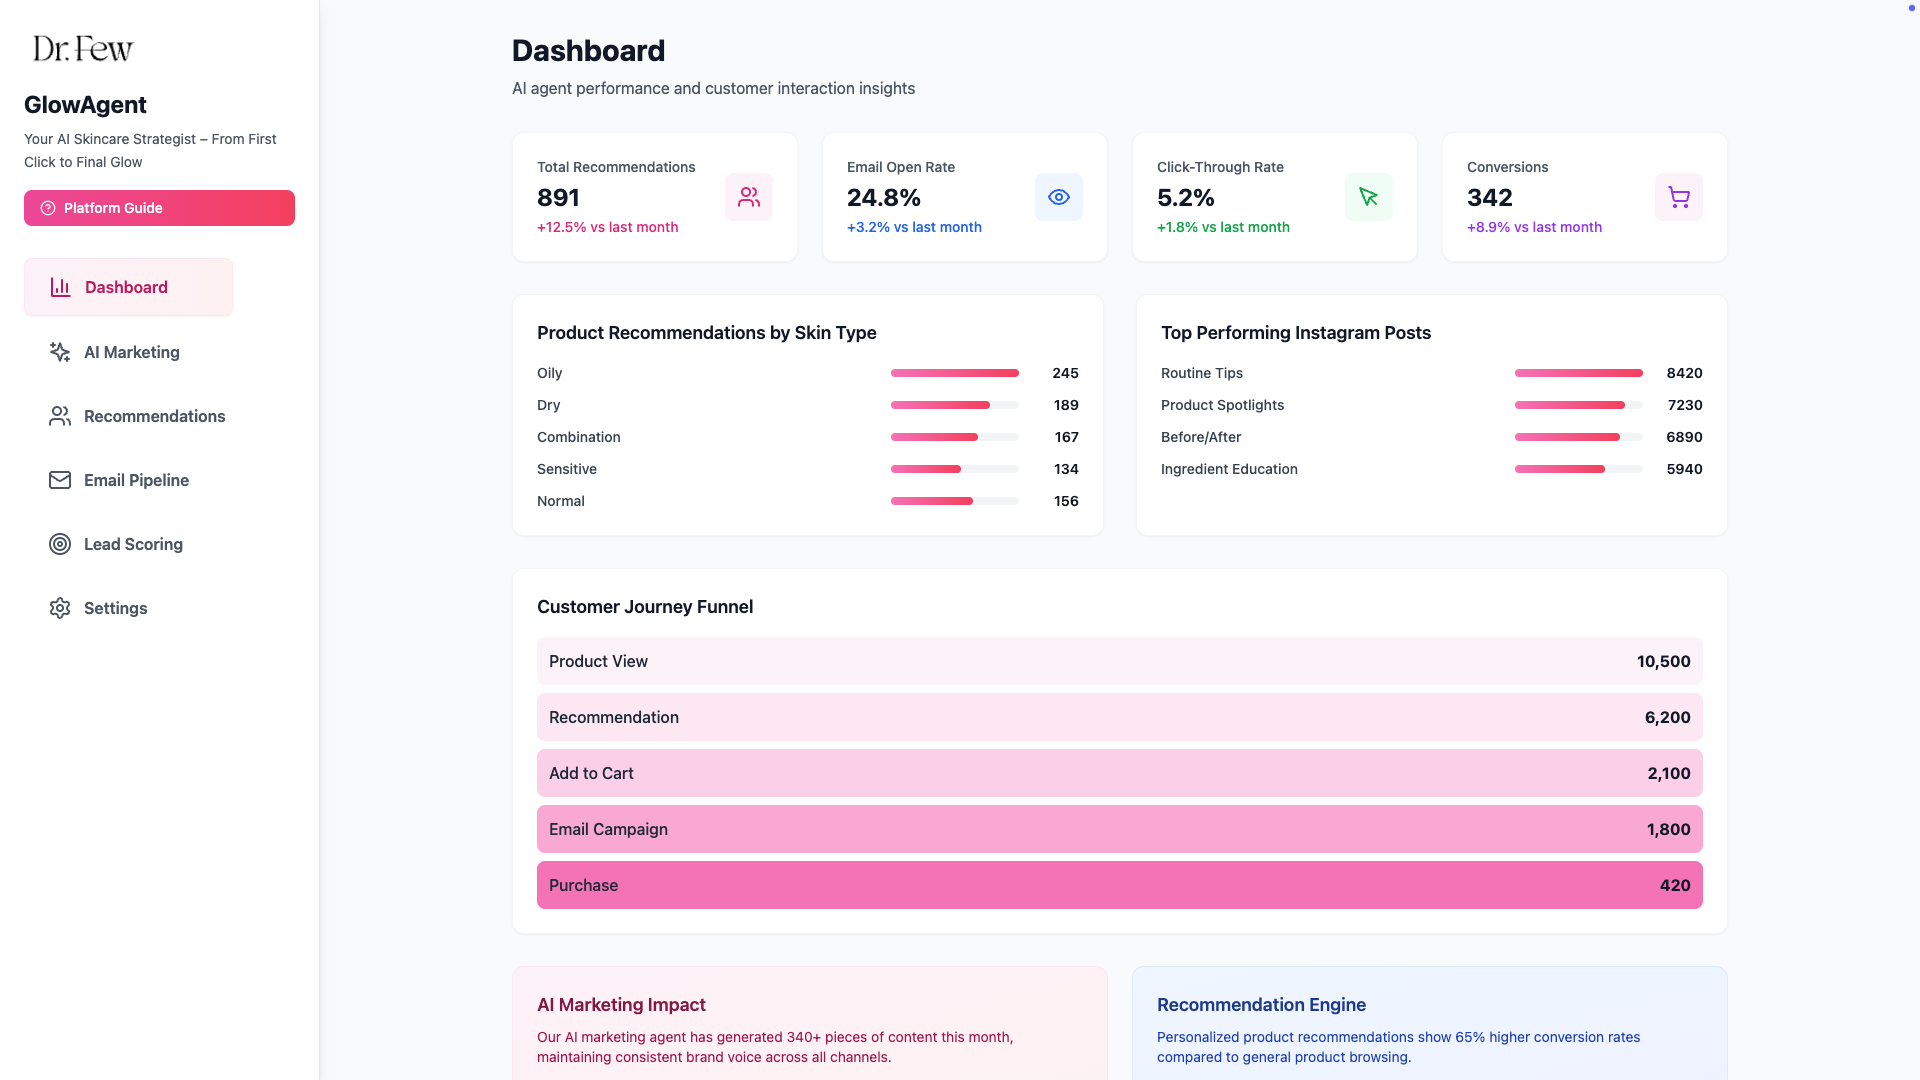 Dr. Few
GlowAgent
Your AI Skincare Strategist – From First
Click to Final Glow
Platform Guide
Dashboard
AI Marketing
Recommendations
Email Pipeline
Lead Scoring
Settings
Dashboard
AI agent performance and customer interaction insights
Total Recommendations
891
+12.5% vs last month
Email Open Rate
24.8%
+3.2% vs last month
Click-Through Rate
5.2%
+1.8% vs last month
Conversions
342
+8.9% vs last month
Product Recommendations by Skin Type
Oily 245
Dry 189
Combination 167
Sensitive 134
Normal 156
Top Performing Instagram Posts
Routine Tips 8420
Product Spotlights 7230
Before/After 6890
Ingredient Education 5940
Customer Journey Funnel
Product View 10,500
Recommendation 6,200
Add to Cart 2,100
Email Campaign 1,800
Purchase 420
AI Marketing Impact
Our AI marketing agent has generated 340+ pieces of content this month,
maintaining consistent brand voice across all channels.
Recommendation Engine
Personalized product recommendations show 65% higher conversion rates
compared to general product browsing.